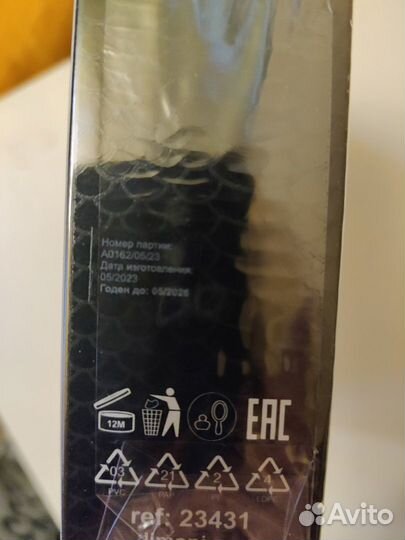 Номер партии:
A0162/05/23
Дата изготовления:
05/2023
Годен до: 05/2026
12M
EAC
03 21 2 4
PVC PAP
ref: 23431
Avito